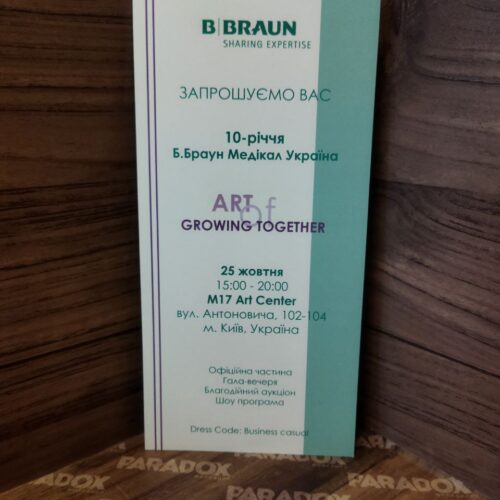 B|BRAUN
SHARING EXPERTISE
ЗАПРОШУЄМО ВАС
10-річчя
Б.Браун Медікал Україна
ART of
GROWING TOGETHER
25 жовтня
15:00 - 20:00
M17 Art Center
вул. Антоновича, 102-104
м. Київ, Україна
Офіційна частина
Гала-вечеря
Благодійний аукціон
Шоу програма
Dress Code: Business casual
PARADOX PARADOX PARADOX